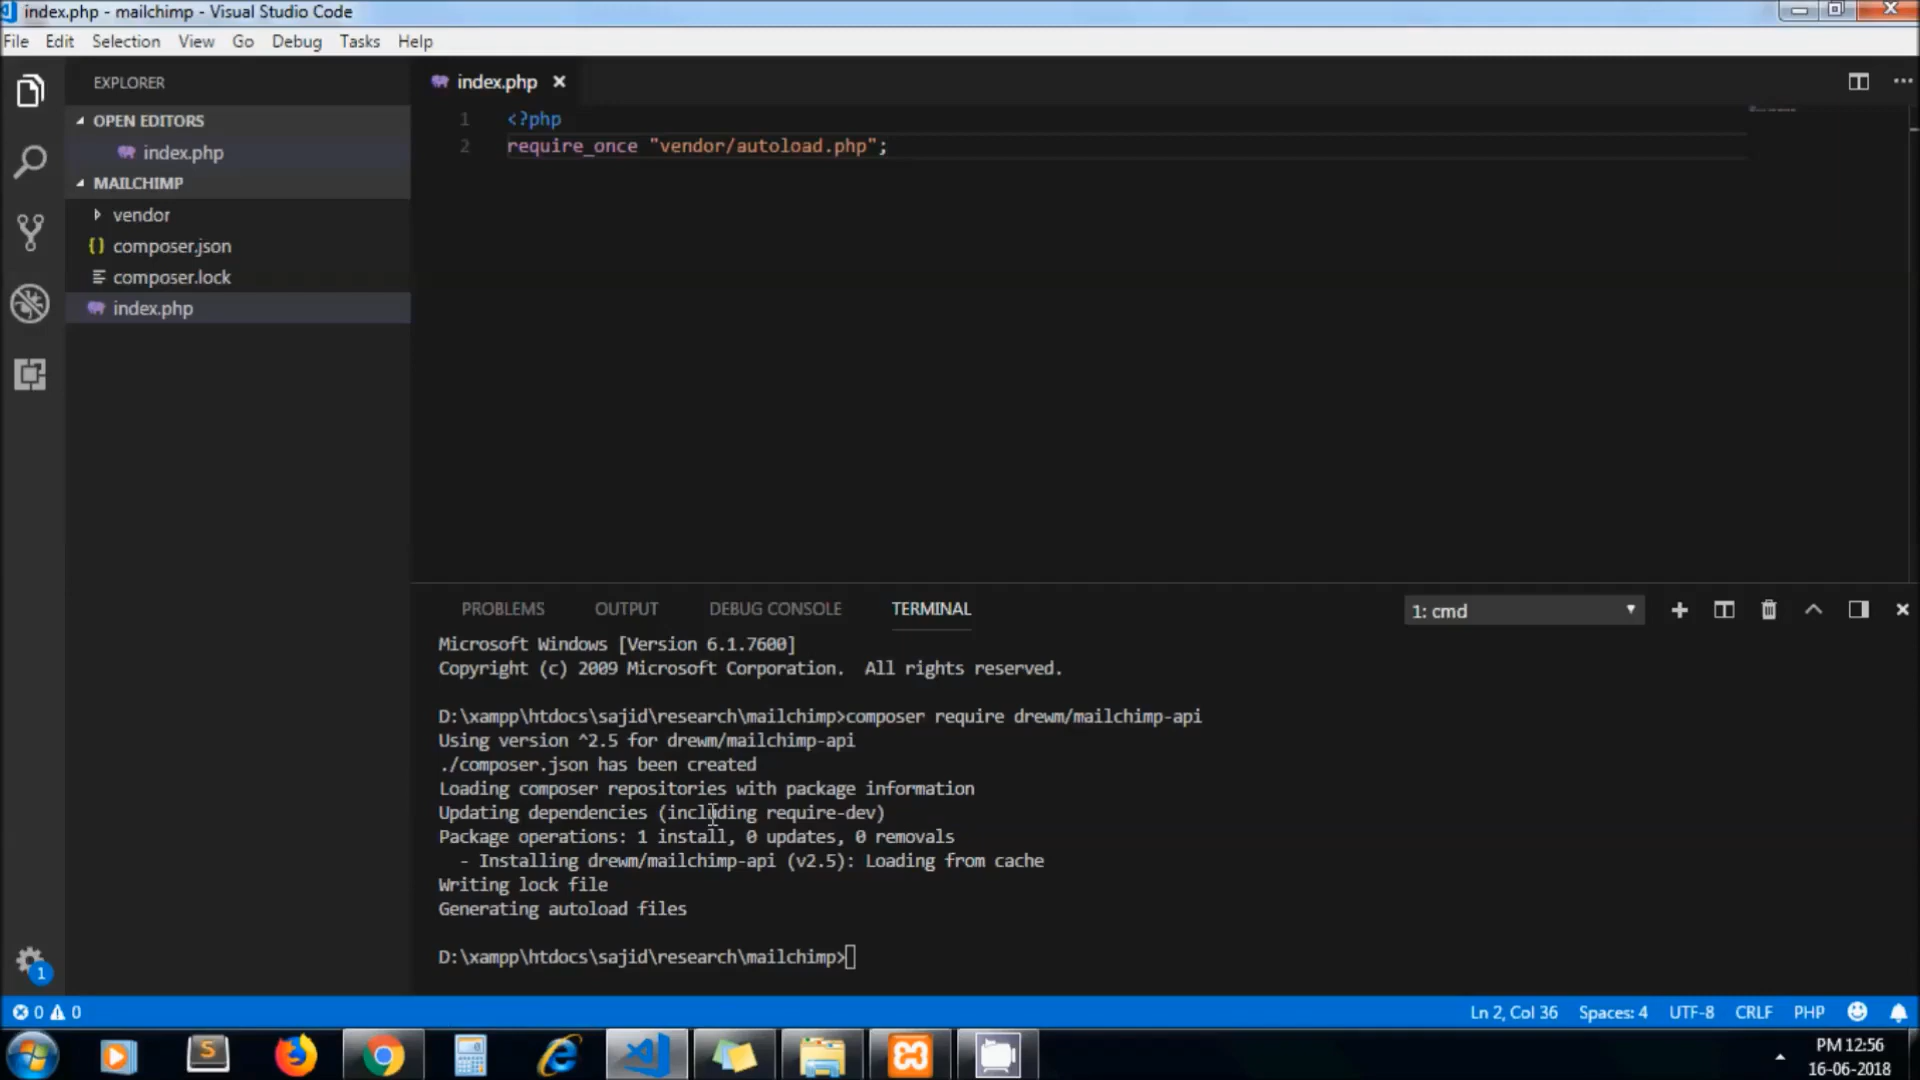 index.php - mailchimp - Visual Studio Code
File Edit Selection View Go Debug Tasks Help
EXPLORER
OPEN EDITORS
index.php
MAILCHIMP
vendor
{} composer.json
composer.lock
index.php
1
index.php
1 <?php
2 require_once "vendor/autoload.php";
PROBLEMS OUTPUT DEBUG CONSOLE TERMINAL 1: cmd
Microsoft Windows [Version 6.1.7600]
Copyright (c) 2009 Microsoft Corporation.  All rights reserved.
D:\xampp\htdocs\sajid\research\mailchimp>composer require drewm/mailchimp-api
Using version ^2.5 for drewm/mailchimp-api
./composer.json has been created
Loading composer repositories with package information
Updating dependencies (including require-dev)
Package operations: 1 install, 0 updates, 0 removals
  - Installing drewm/mailchimp-api (v2.5): Loading from cache
Writing lock file
Generating autoload files
D:\xampp\htdocs\sajid\research\mailchimp>
0 0 Ln 2, Col 36 Spaces: 4 UTF-8 CRLF PHP
S
PM 12:56
16-06-2018